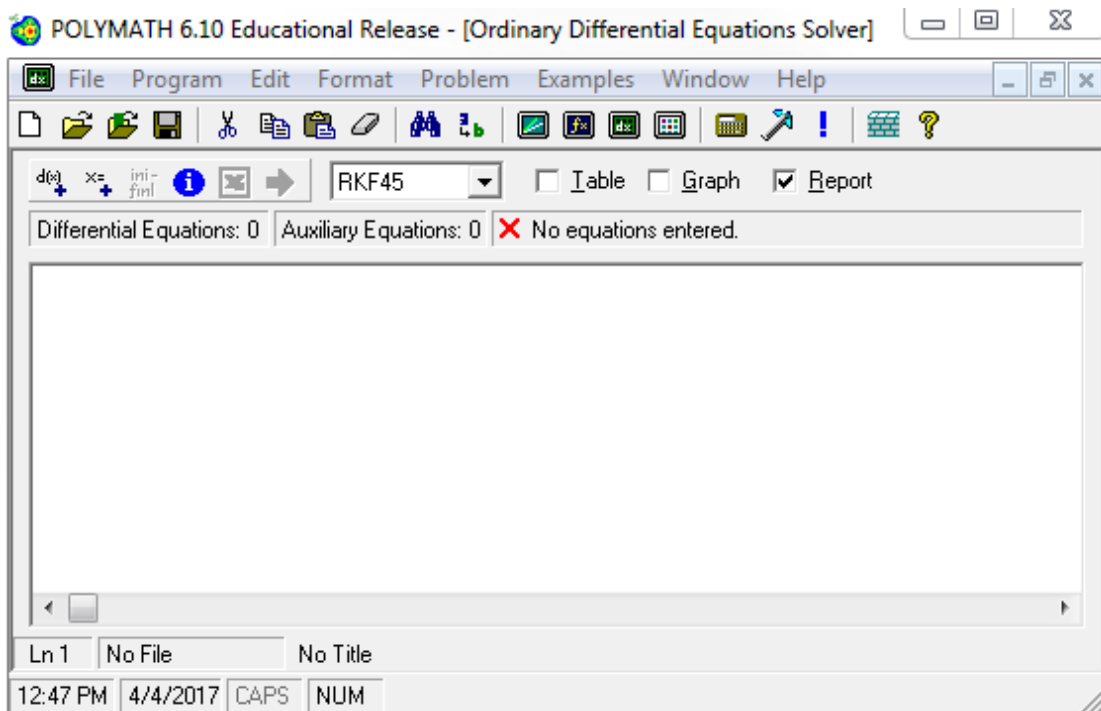 POLYMATH 6.10 Educational Release - [Ordinary Differential Equations Solver]
File Program Edit Format Problem Examples Window Help
d(x) x= ini- finl RKF45 Table Graph Report
Differential Equations: 0 Auxiliary Equations: 0 No equations entered.
Ln 1 No File No Title
12:47 PM 4/4/2017 CAPS NUM